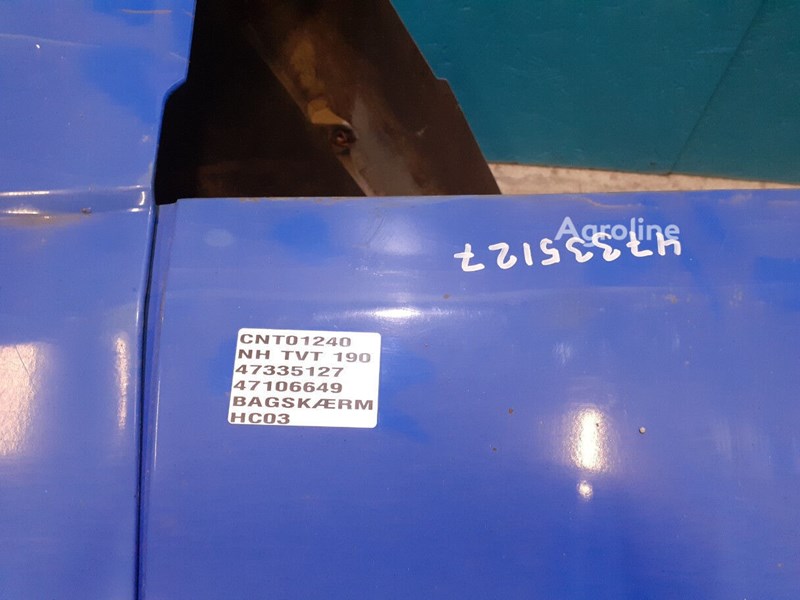 Agroline
47335127
CNT01240
NH TVT 190
47335127
47106649
BAGSKÆRM
HC03